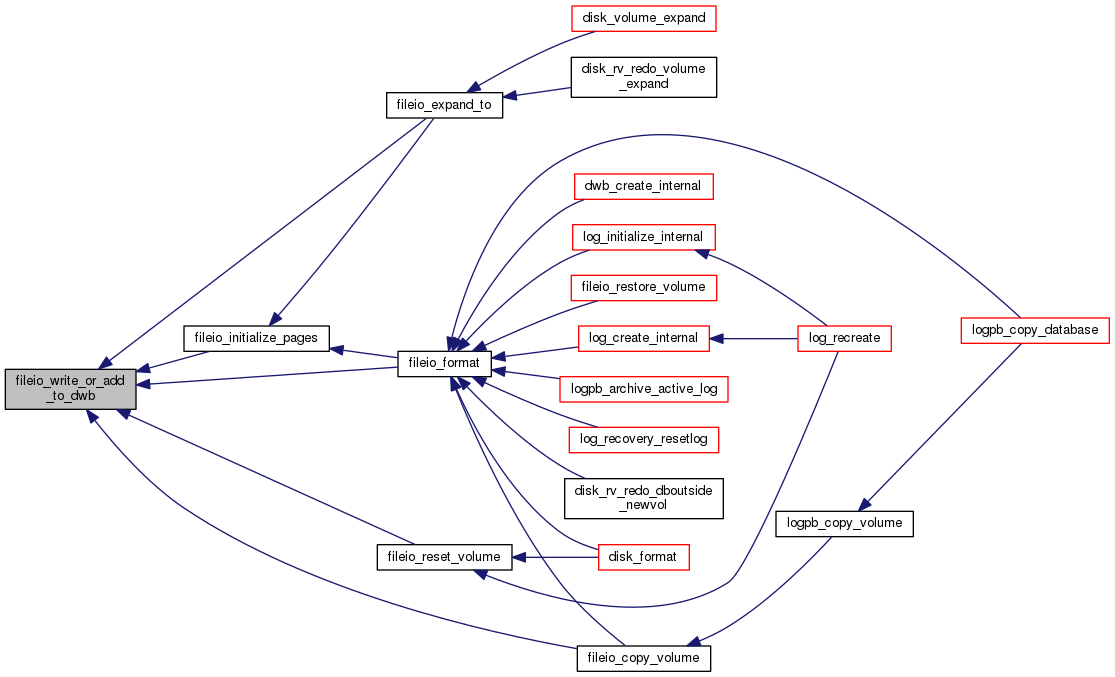 disk_volume_expand
disk_rv_redo_volume
_expand
fileio_expand_to
dwb_create_internal
log_initialize_internal
fileio_restore_volume
fileio_initialize_pages
log_create_internal
log_recreate
logpb_copy_database
fileio_format
fileio_write_or_add
_to_dwb
logpb_archive_active_log
log_recovery_resetlog
disk_rv_redo_dboutside
_newvol
logpb_copy_volume
fileio_reset_volume
disk_format
fileio_copy_volume